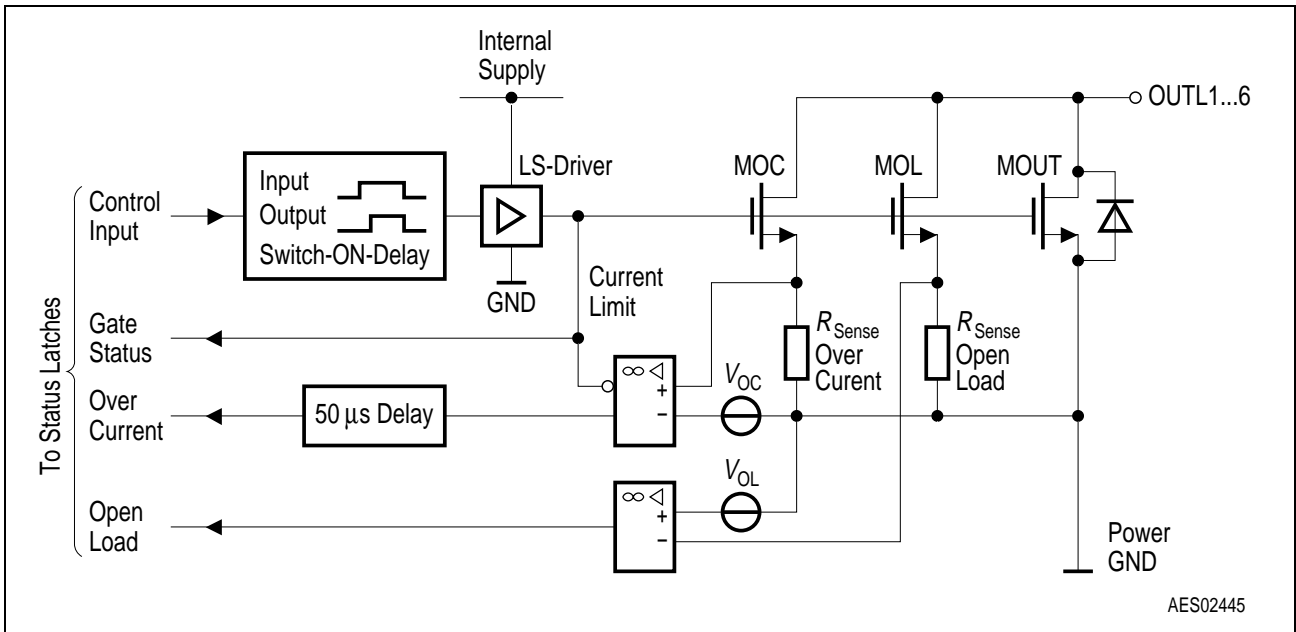 Internal
Supply
OUTL1...6
LS-Driver
MOC
MOL
MOUT
Input
Output
Switch-ON-Delay
Control
Input
GND
Current
Limit
To Status Latches
Gate
Status
R Sense
Over
Curent
R Sense
Open
Load
∞
+
−
V OC
Over
Current
50 µs Delay
V OL
∞
+
−
Open
Load
Power
GND
AES02445